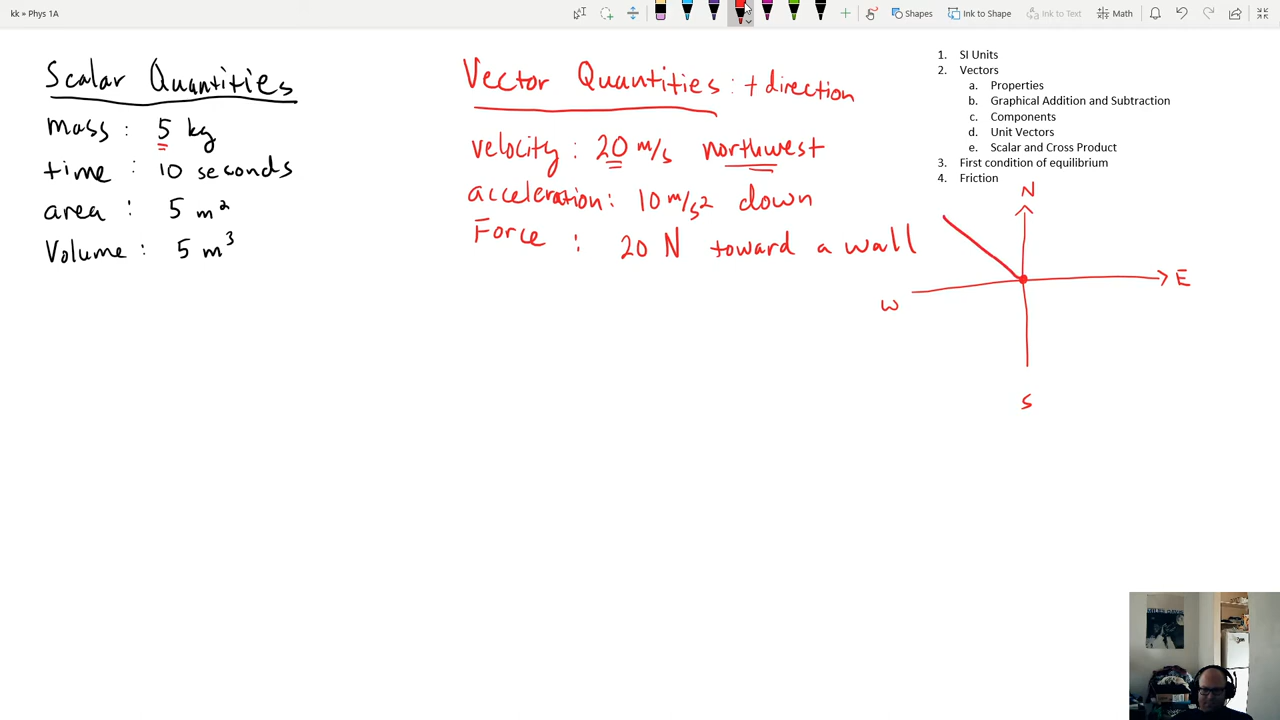 kk » Phys 1A
Shapes
Ink to Shape
Ink to Text
Math
Scalar Quantities
mass : 5 kg
time : 10 seconds
area : 5 m²
Volume : 5 m³
Vector Quantities : + direction
velocity : 20 m/s northwest
acceleration: 10 m/s² down
Force : 20 N toward a wall
1. SI Units
2. Vectors
a. Properties
b. Graphical Addition and Subtraction
c. Components
d. Unit Vectors
e. Scalar and Cross Product
3. First condition of equilibrium
4. Friction
N
E
W
S